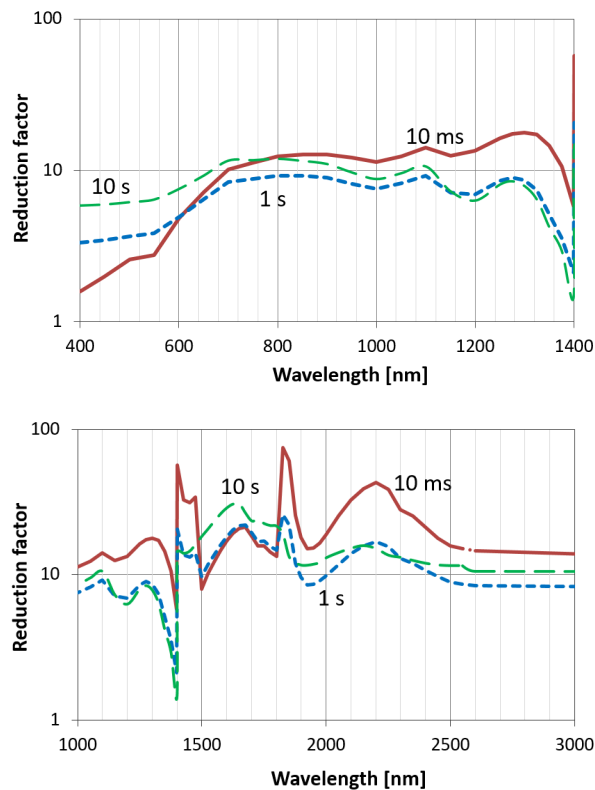 100
10 ms
10
10 s
1 s
Reduction factor
1
400 600 800 1000 1200 1400
Wavelength [nm]
100
10 s
10 ms
10
1 s
Reduction factor
1
1000 1500 2000 2500 3000
Wavelength [nm]